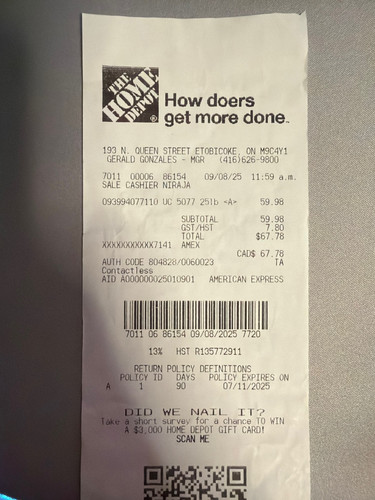 THE
HOME
DEPOT
®
How doers
get more done™
193 N. QUEEN STREET ETOBICOKE, ON M9C4Y1
GERALD GONZALES - MGR (416)626-9800
7011 00006 86154 09/08/25 11:59 a.m.
SALE CASHIER NIRAJA
093994077110 UC 5077 25lb <A> 59.98
SUBTOTAL 59.98
GST/HST 7.80
TOTAL $67.78
XXXXXXXXXXX7141 AMEX
CAD$ 67.78
AUTH CODE 804828/0060023 TA
Contactless
AID A000000025010901 AMERICAN EXPRESS
7011 06 86154 09/08/2025 7720
13% HST R135772911
RETURN POLICY DEFINITIONS
POLICY ID DAYS POLICY EXPIRES ON
A 1 90 07/11/2025
DID WE NAIL IT?
Take a short survey for a chance TO WIN
A $3,000 HOME DEPOT GIFT CARD!
SCAN ME